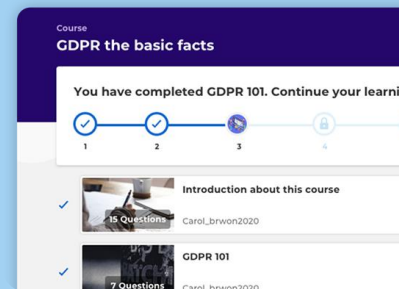 Course
GDPR the basic facts
You have completed GDPR 101. Continue your learni
1
2
3
4
Introduction about this course
15 Questions
Carol_brwon2020
GDPR 101
7 Questions
Carol_brwon2020